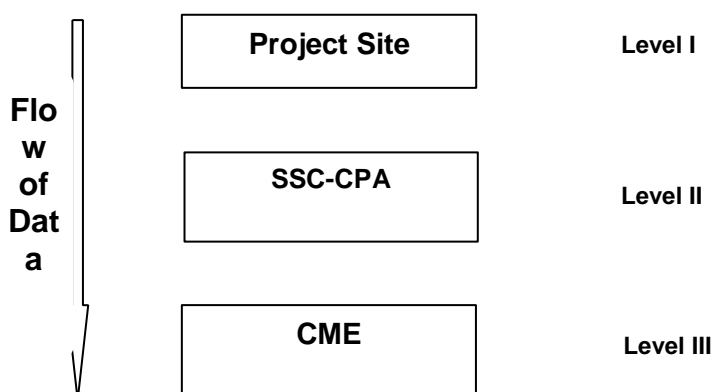 Project Site
Level I
Flo
w
of
Dat
a
SSC-CPA
Level II
CME
Level III